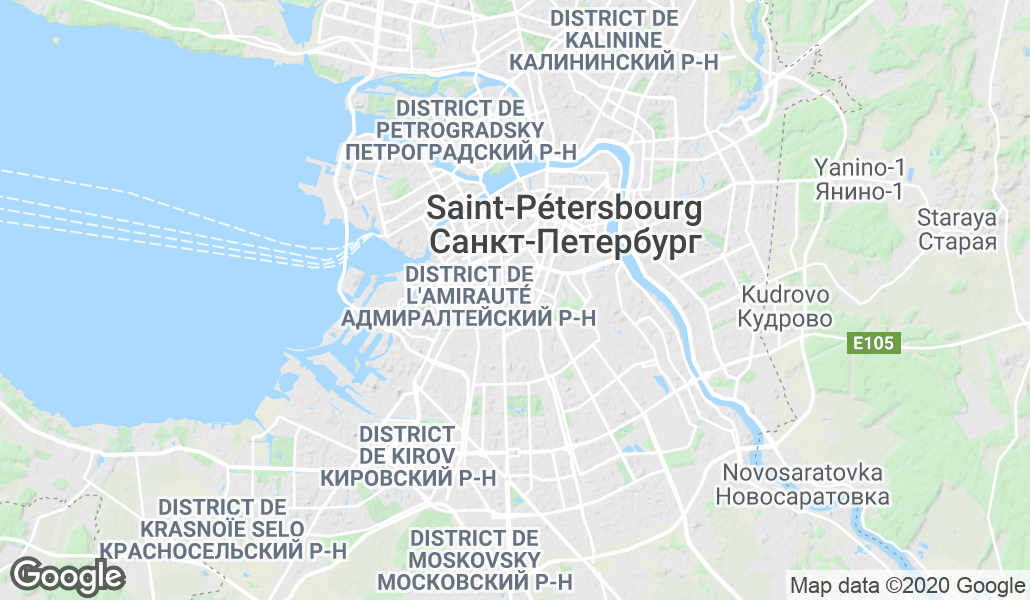 DISTRICT DE
KALININE
КАЛИНИНСКИЙ Р-Н
DISTRICT DE
PETROGRADSKY
ПЕТРОГРАДСКИЙ Р-Н
Yanino-1
Янино-1
Saint-Pétersbourg
Санкт-Петербург
Staraya
Старая
DISTRICT DE
L'AMIRAUTÉ
АДМИРАЛТЕЙСКИЙ Р-Н
Kudrovo
Кудрово
E105
DISTRICT
DE KIROV
КИРОВСКИЙ Р-Н
Novosaratovka
Новосаратовка
DISTRICT DE
KRASNOÏE SELO
КРАСНОСЕЛЬСКИЙ Р-Н
DISTRICT DE
MOSKOVSKY
МОСКОВСКИЙ Р-Н
Google
Map data ©2020 Google